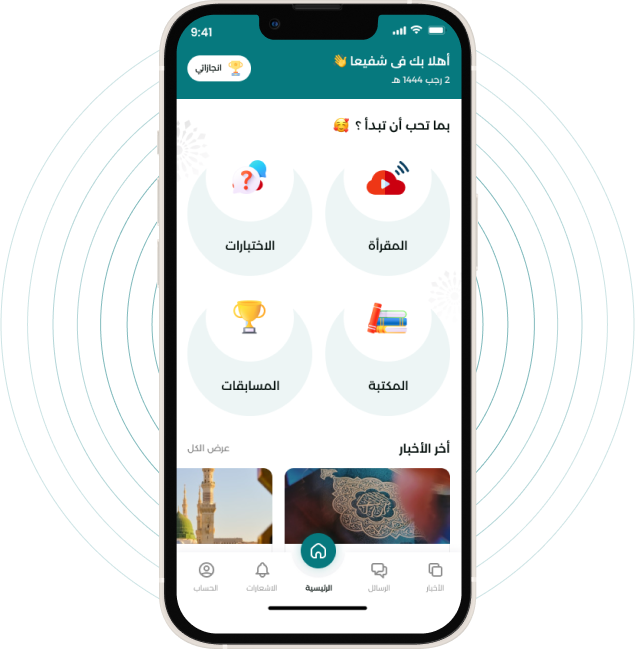 9:41
أهلا بك فى شفيعا 👋
2 رجب 1444 هـ
انجازاتي
بما تحب أن تبدأ ؟ 🥰
المقرأة
الاختبارات
المكتبة
المسابقات
أخر الأخبار
عرض الكل
الأخبار
الرسائل
الرئيسية
الاشعارات
الحساب